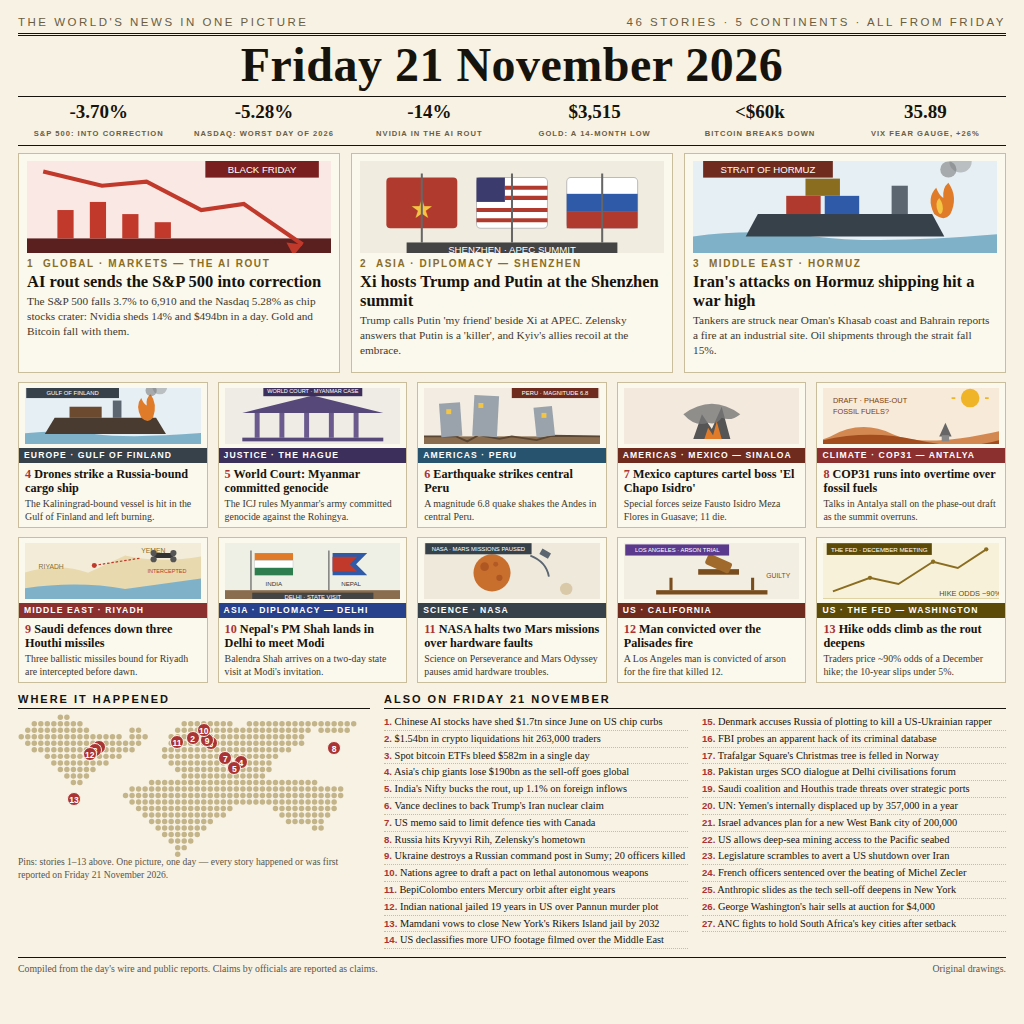 THE WORLD'S NEWS IN ONE PICTURE
46 STORIES · 5 CONTINENTS · ALL FROM FRIDAY
Friday 21 November 2026
-3.70%
S&P 500: INTO CORRECTION
-5.28%
NASDAQ: WORST DAY OF 2026
-14%
NVIDIA IN THE AI ROUT
$3,515
GOLD: A 14-MONTH LOW
<$60k
BITCOIN BREAKS DOWN
35.89
VIX FEAR GAUGE, +26%
BLACK FRIDAY
1 GLOBAL · MARKETS — THE AI ROUT
AI rout sends the S&P 500 into correction
The S&P 500 falls 3.7% to 6,910 and the Nasdaq 5.28% as chip
stocks crater: Nvidia sheds 14% and $494bn in a day. Gold and
Bitcoin fall with them.
SHENZHEN · APEC SUMMIT
2 ASIA · DIPLOMACY — SHENZHEN
Xi hosts Trump and Putin at the Shenzhen
summit
Trump calls Putin 'my friend' beside Xi at APEC. Zelensky
answers that Putin is a 'killer', and Kyiv's allies recoil at the
embrace.
STRAIT OF HORMUZ
3 MIDDLE EAST · HORMUZ
Iran's attacks on Hormuz shipping hit a
war high
Tankers are struck near Oman's Khasab coast and Bahrain reports
a fire at an industrial site. Oil shipments through the strait fall
15%.
GULF OF FINLAND
EUROPE · GULF OF FINLAND
4 Drones strike a Russia-bound
cargo ship
The Kaliningrad-bound vessel is hit in the
Gulf of Finland and left burning.
WORLD COURT · MYANMAR CASE
JUSTICE · THE HAGUE
5 World Court: Myanmar
committed genocide
The ICJ rules Myanmar's army committed
genocide against the Rohingya.
PERU · MAGNITUDE 6.8
AMERICAS · PERU
6 Earthquake strikes central
Peru
A magnitude 6.8 quake shakes the Andes in
central Peru.
AMERICAS · MEXICO — SINALOA
7 Mexico captures cartel boss 'El
Chapo Isidro'
Special forces seize Fausto Isidro Meza
Flores in Guasave; 11 die.
DRAFT · PHASE-OUT
FOSSIL FUELS?
CLIMATE · COP31 — ANTALYA
8 COP31 runs into overtime over
fossil fuels
Talks in Antalya stall on the phase-out draft
as the summit overruns.
RIYADH
YEMEN
INTERCEPTED
MIDDLE EAST · RIYADH
9 Saudi defences down three
Houthi missiles
Three ballistic missiles bound for Riyadh
are intercepted before dawn.
INDIA
NEPAL
DELHI · STATE VISIT
ASIA · DIPLOMACY — DELHI
10 Nepal's PM Shah lands in
Delhi to meet Modi
Balendra Shah arrives on a two-day state
visit at Modi's invitation.
NASA · MARS MISSIONS PAUSED
SCIENCE · NASA
11 NASA halts two Mars missions
over hardware faults
Science on Perseverance and Mars Odyssey
pauses amid hardware troubles.
LOS ANGELES · ARSON TRIAL
GUILTY
US · CALIFORNIA
12 Man convicted over the
Palisades fire
A Los Angeles man is convicted of arson
for the fire that killed 12.
THE FED · DECEMBER MEETING
HIKE ODDS ~90%
US · THE FED — WASHINGTON
13 Hike odds climb as the rout
deepens
Traders price ~90% odds of a December
hike; the 10-year slips under 5%.
WHERE IT HAPPENED
10
2
9
11
12
7
4
5
8
13
Pins: stories 1–13 above. One picture, one day — every story happened or was first
reported on Friday 21 November 2026.
ALSO ON FRIDAY 21 NOVEMBER
1. Chinese AI stocks have shed $1.7tn since June on US chip curbs
2. $1.54bn in crypto liquidations hit 263,000 traders
3. Spot bitcoin ETFs bleed $582m in a single day
4. Asia's chip giants lose $190bn as the sell-off goes global
5. India's Nifty bucks the rout, up 1.1% on foreign inflows
6. Vance declines to back Trump's Iran nuclear claim
7. US memo said to limit defence ties with Canada
8. Russia hits Kryvyi Rih, Zelensky's hometown
9. Ukraine destroys a Russian command post in Sumy; 20 officers killed
10. Nations agree to draft a pact on lethal autonomous weapons
11. BepiColombo enters Mercury orbit after eight years
12. Indian national jailed 19 years in US over Pannun murder plot
13. Mamdani vows to close New York's Rikers Island jail by 2032
14. US declassifies more UFO footage filmed over the Middle East
15. Denmark accuses Russia of plotting to kill a US-Ukrainian rapper
16. FBI probes an apparent hack of its criminal database
17. Trafalgar Square's Christmas tree is felled in Norway
18. Pakistan urges SCO dialogue at Delhi civilisations forum
19. Saudi coalition and Houthis trade threats over strategic ports
20. UN: Yemen's internally displaced up by 357,000 in a year
21. Israel advances plan for a new West Bank city of 200,000
22. US allows deep-sea mining access to the Pacific seabed
23. Legislature scrambles to avert a US shutdown over Iran
24. French officers sentenced over the beating of Michel Zecler
25. Anthropic slides as the tech sell-off deepens in New York
26. George Washington's hair sells at auction for $4,000
27. ANC fights to hold South Africa's key cities after setback
Compiled from the day's wire and public reports. Claims by officials are reported as claims.
Original drawings.